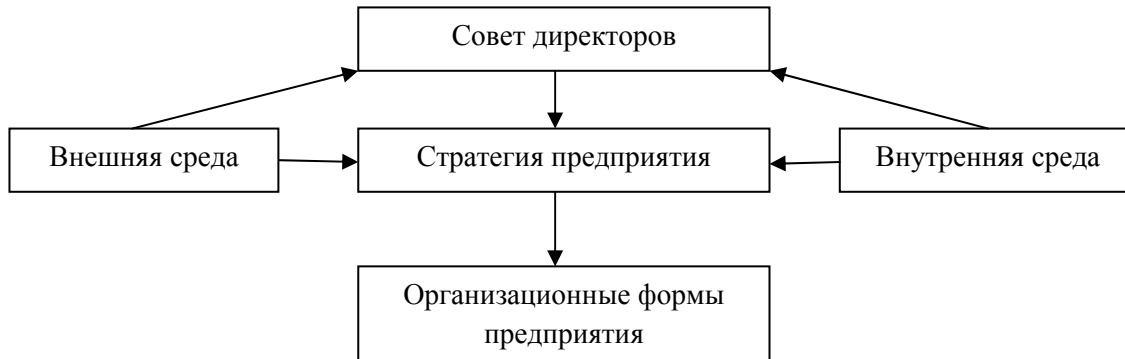 Совет директоров
Внешняя среда
Стратегия предприятия
Внутренняя среда
Организационные формы
предприятия